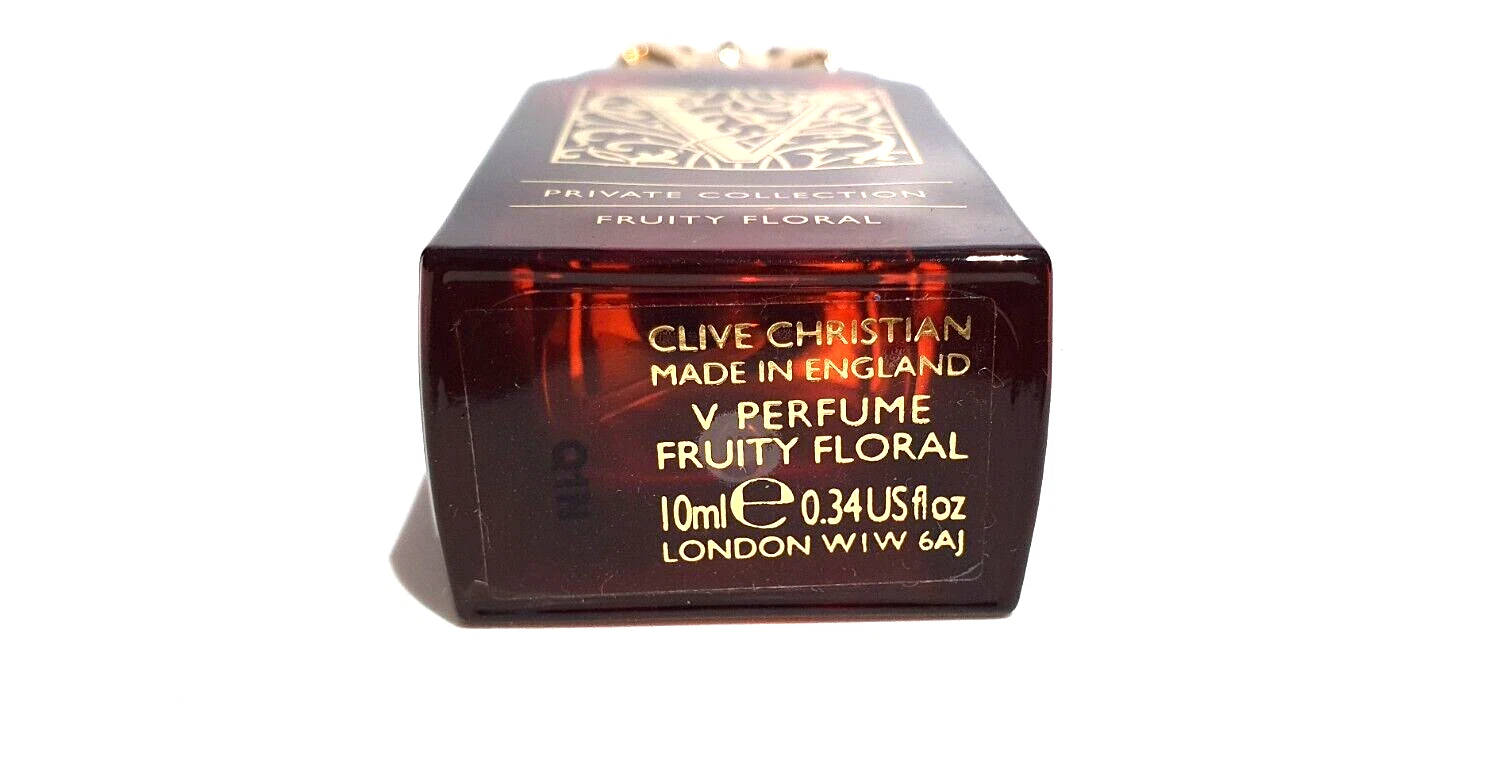 V
PRIVATE COLLECTION
FRUITY FLORAL
CLIVE CHRISTIAN
MADE IN ENGLAND
V PERFUME
FRUITY FLORAL
10ml e 0.34 US fl oz
LONDON W1W 6AJ